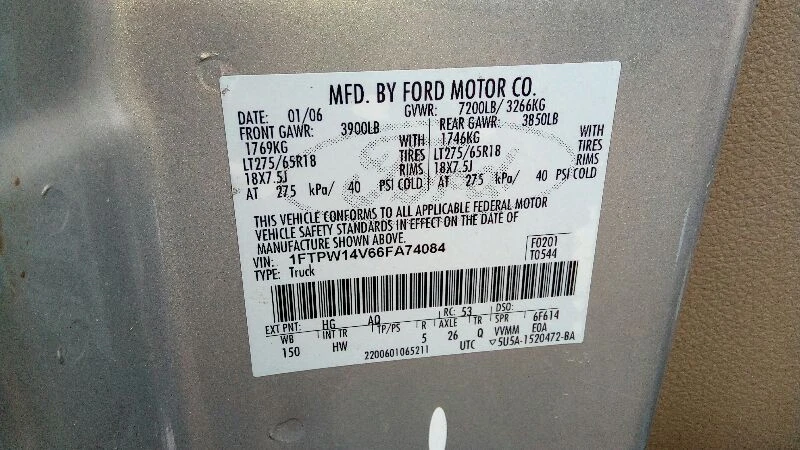 MFD. BY FORD MOTOR CO.
DATE: 01/06 GVWR: 7200LB/ 3266KG
FRONT GAWR: 3900LB REAR GAWR: 3850LB
1769KG WITH 1746KG WITH
LT275/65R18 TIRES LT275/65R18 TIRES
18X7.5J RIMS 18X7.5J RIMS
AT 275 kPa/ 40 PSI COLD AT 275 kPa/ 40 PSI COLD
THIS VEHICLE CONFORMS TO ALL APPLICABLE FEDERAL MOTOR
VEHICLE SAFETY STANDARDS IN EFFECT ON THE DATE OF
MANUFACTURE SHOWN ABOVE.
VIN: 1FTPW14V66FA74084 F0201
TYPE: Truck T0544
EXT PNT: HG AQ RC: 53 DSO:
WB INT TR TP/PS R AXLE TR SPR 6F614
150 HW 5 26 Q VVMM E0A
2200601065211 UTC ▽5U5A-1520472-BA